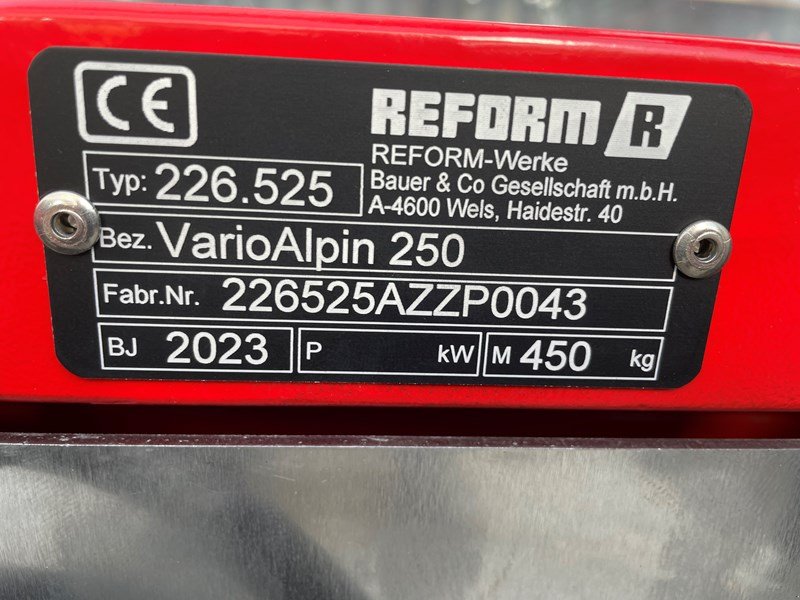 CE
REFORM R
REFORM-Werke
Bauer & Co Gesellschaft m.b.H.
A-4600 Wels, Haidestr. 40
Typ: 226.525
Bez. VarioAlpin 250
Fabr.Nr. 226525AZZP0043
BJ 2023 P kW M 450 kg